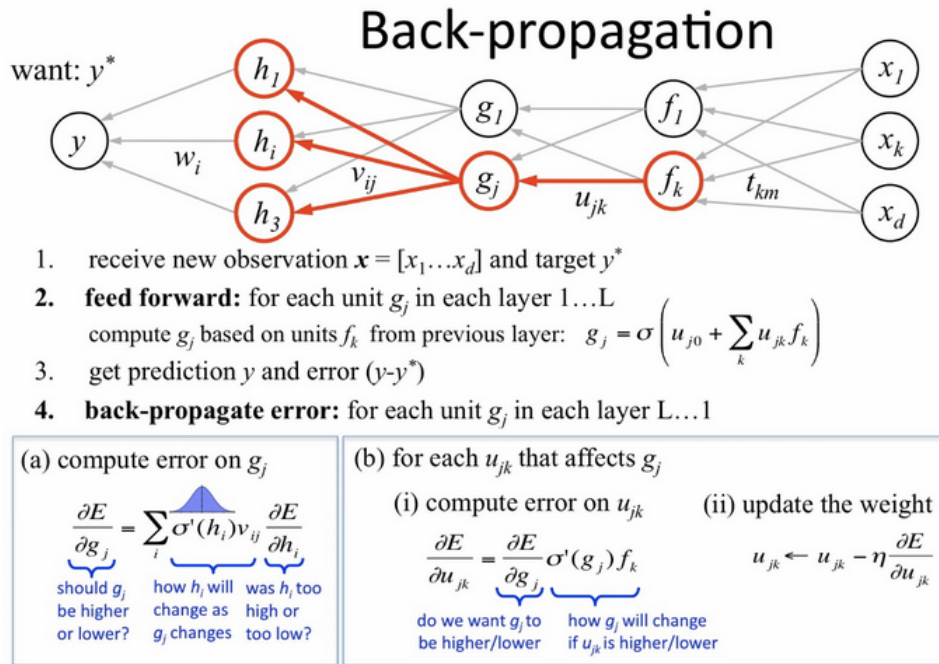 Back-propagation
want: y*
h₁
x₁
g₁
f₁
y
wᵢ
hᵢ
xₖ
vᵢⱼ
gⱼ
fₖ
uⱼₖ
tₖₘ
h₃
x_d
1. receive new observation x = [x₁…x_d] and target y*
2. feed forward: for each unit gⱼ in each layer 1…L
compute gⱼ based on units fₖ from previous layer: gⱼ = σ(uⱼ₀ + ∑ₖ uⱼₖ fₖ)
3. get prediction y and error (y-y*)
4. back-propagate error: for each unit gⱼ in each layer L…1
(a) compute error on gⱼ
∂E/∂gⱼ = ∑ᵢ σ'(hᵢ)vᵢⱼ ∂E/∂hᵢ
should gⱼ
be higher
or lower?
how hᵢ will
change as
gⱼ changes
was hᵢ too
high or
too low?
(b) for each uⱼₖ that affects gⱼ
(i) compute error on uⱼₖ
∂E/∂uⱼₖ = ∂E/∂gⱼ σ'(gⱼ) fₖ
do we want gⱼ to
be higher/lower
how gⱼ will change
if uⱼₖ is higher/lower
(ii) update the weight
uⱼₖ ← uⱼₖ − η ∂E/∂uⱼₖ